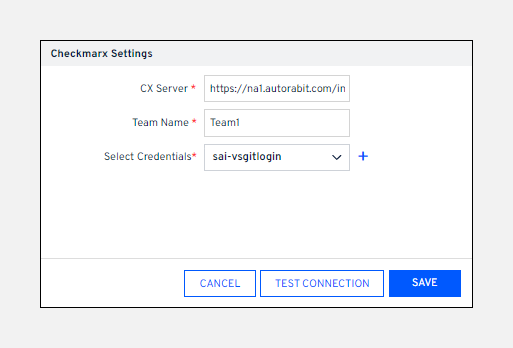 Checkmarx Settings
CX Server *
https://na1.autorabit.com/in
Team Name *
Team1
Select Credentials*
sai-vsgitlogin
+
CANCEL
TEST CONNECTION
SAVE